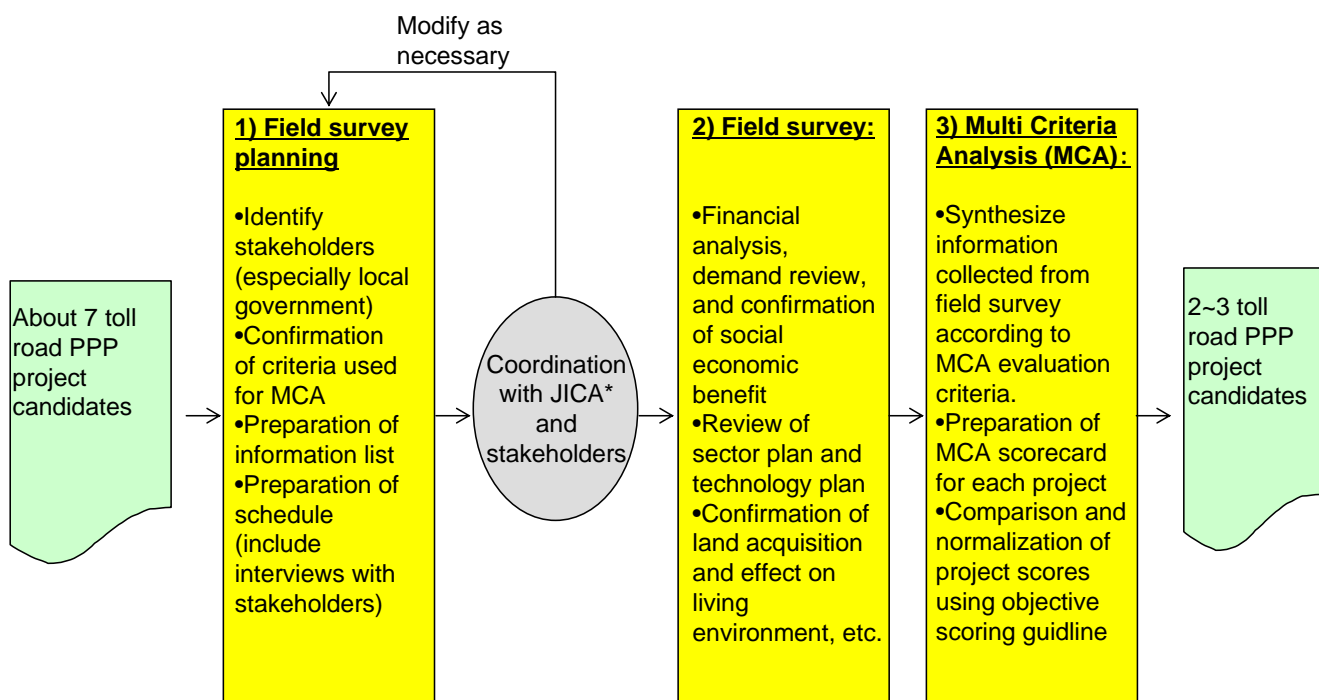 Modify as
necessary
About 7 toll
road PPP
project
candidates
1) Field survey
planning
•Identify
stakeholders
(especially local
government)
•Confirmation
of criteria used
for MCA
•Preparation of
information list
•Preparation of
schedule
(include
interviews with
stakeholders)
Coordination
with JICA*
and
stakeholders
2) Field survey:
•Financial
analysis,
demand review,
and confirmation
of social
economic
benefit
•Review of
sector plan and
technology plan
•Confirmation of
land acquisition
and effect on
living
environment, etc.
3) Multi Criteria
Analysis (MCA):
•Synthesize
information
collected from
field survey
according to
MCA evaluation
criteria.
•Preparation of
MCA scorecard
for each project
•Comparison and
normalization of
project scores
using objective
scoring guidline
2~3 toll
road PPP
project
candidates